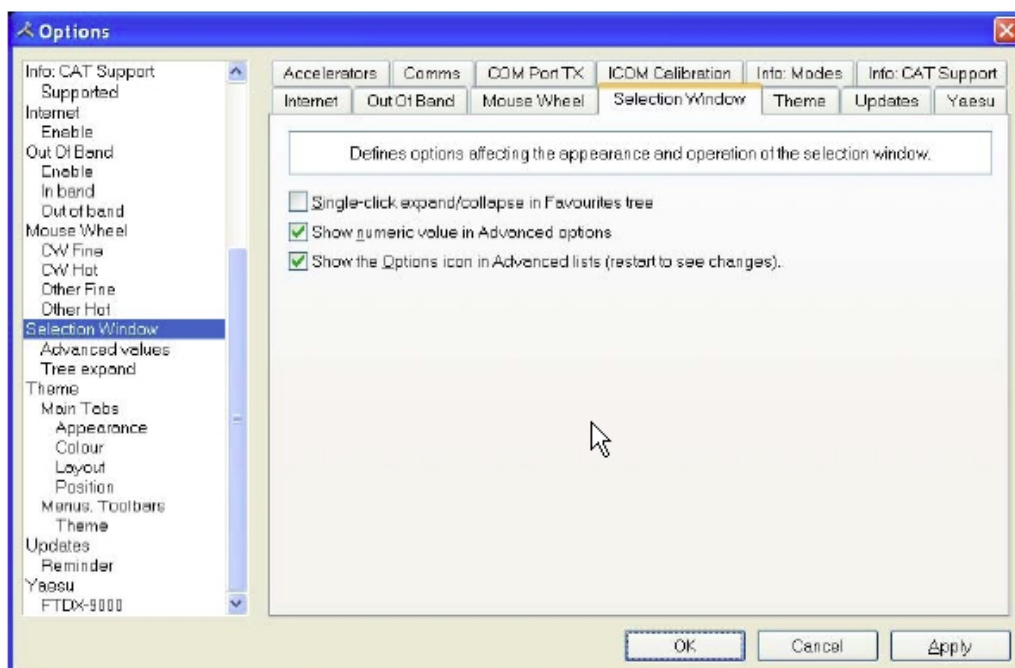 Options
Info: CAT Support
Supported
Internet
Enable
Out Of Band
Enable
In band
Out of band
Mouse Wheel
CW Fine
CW Hot
Other Fine
Other Hot
Selection Window
Advanced values
Tree expand
Theme
Main Tabs
Appearance
Colour
Layout
Position
Menus, Toolbars
Theme
Updates
Reminder
Yaesu
FTDX-9000
Accelerators Comms COM Port TX ICOM Calibration Info: Modes Info: CAT Support
Internet Out Of Band Mouse Wheel Selection Window Theme Updates Yaesu
Defines options affecting the appearance and operation of the selection window.
Single-click expand/collapse in Favourites tree
Show numeric value in Advanced options
Show the Options icon in Advanced lists (restart to see changes).
OK Cancel Apply